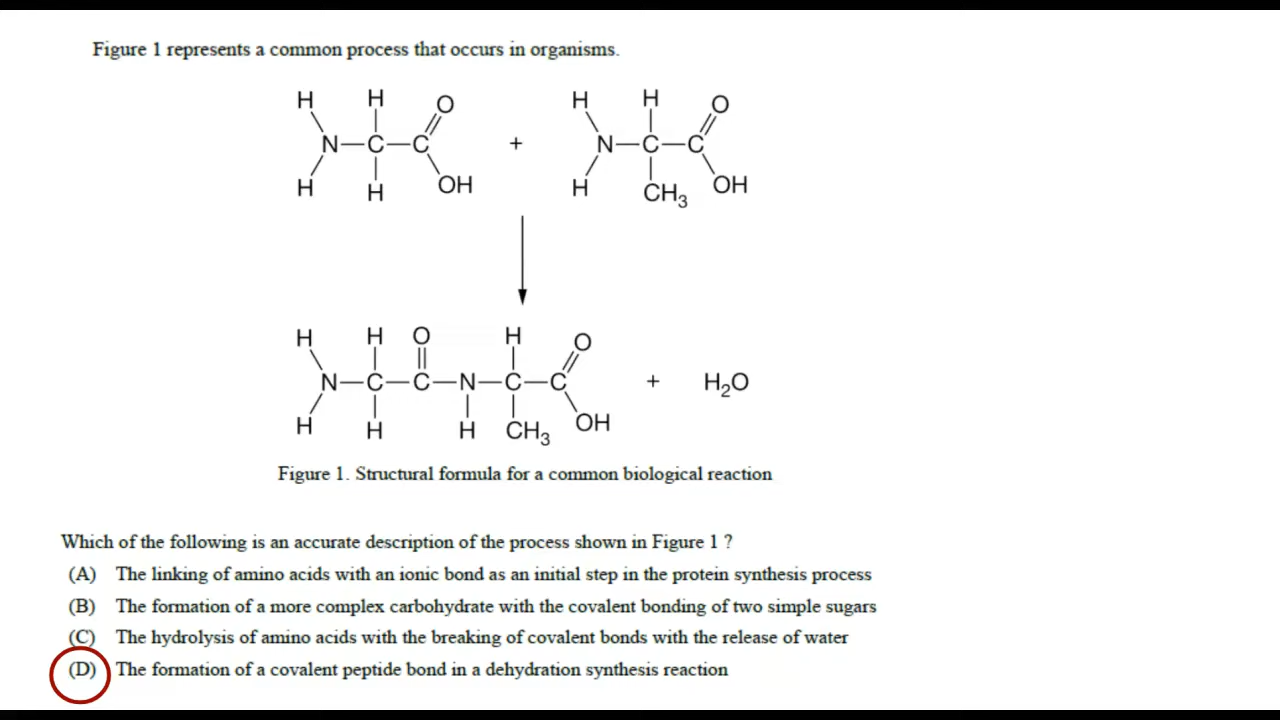 Figure 1 represents a common process that occurs in organisms.
H H O H H O
N—C—C + N—C—C
H H OH H CH3 OH
H H O H O
N—C—C—N—C—C + H2O
H H H CH3 OH
Figure 1. Structural formula for a common biological reaction
Which of the following is an accurate description of the process shown in Figure 1 ?
(A) The linking of amino acids with an ionic bond as an initial step in the protein synthesis process
(B) The formation of a more complex carbohydrate with the covalent bonding of two simple sugars
(C) The hydrolysis of amino acids with the breaking of covalent bonds with the release of water
(D) The formation of a covalent peptide bond in a dehydration synthesis reaction